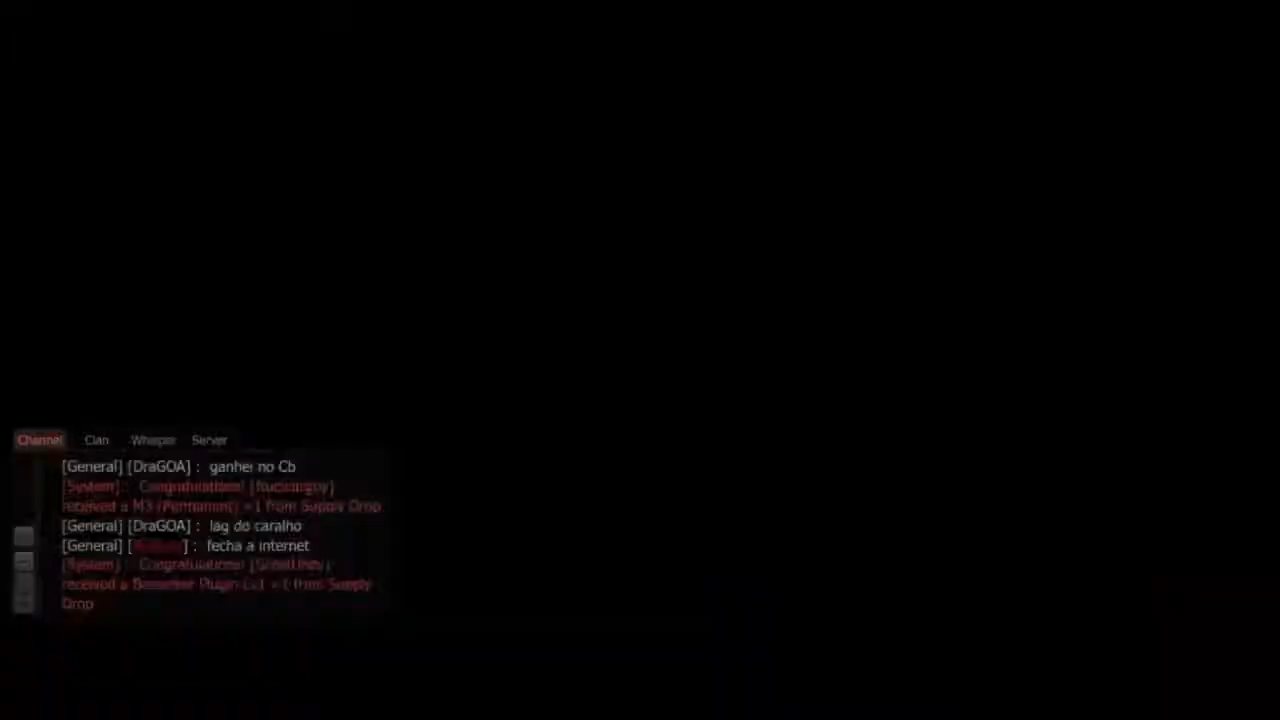 Channel Clan Whisper Server
[General] [DraGOA] : ganhei no Cb
[System] : Congratulations!
received a M3 (Permanent) ×1 from Supply Drop
[General] [DraGOA] : lag do caralho
[General] [ ] : fecha a internet
[System] : Congratulations!
received a Plugin ×1 from Supply
Drop